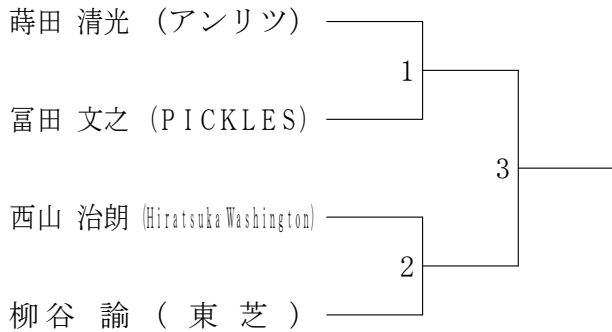 蒔田 清光 (アンリツ)
1
冨田 文之 (PICKLES)
3
西山 治朗 (Hiratsuka Washington)
2
柳谷 諭 (東芝)